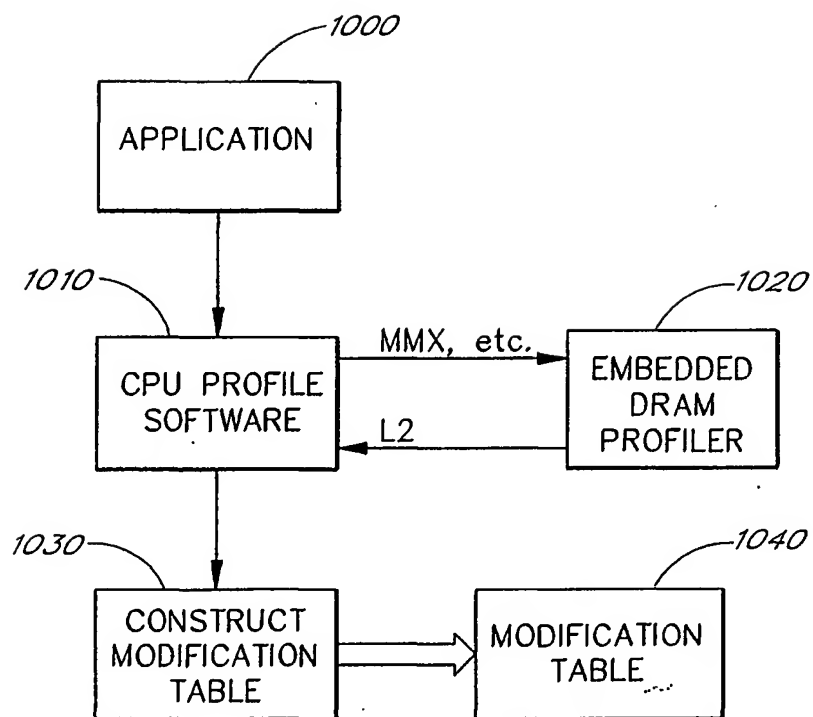 1000
APPLICATION
1010
1020
CPU PROFILE
SOFTWARE
MMX, etc.
L2
EMBEDDED
DRAM
PROFILER
1030
1040
CONSTRUCT
MODIFICATION
TABLE
MODIFICATION
TABLE